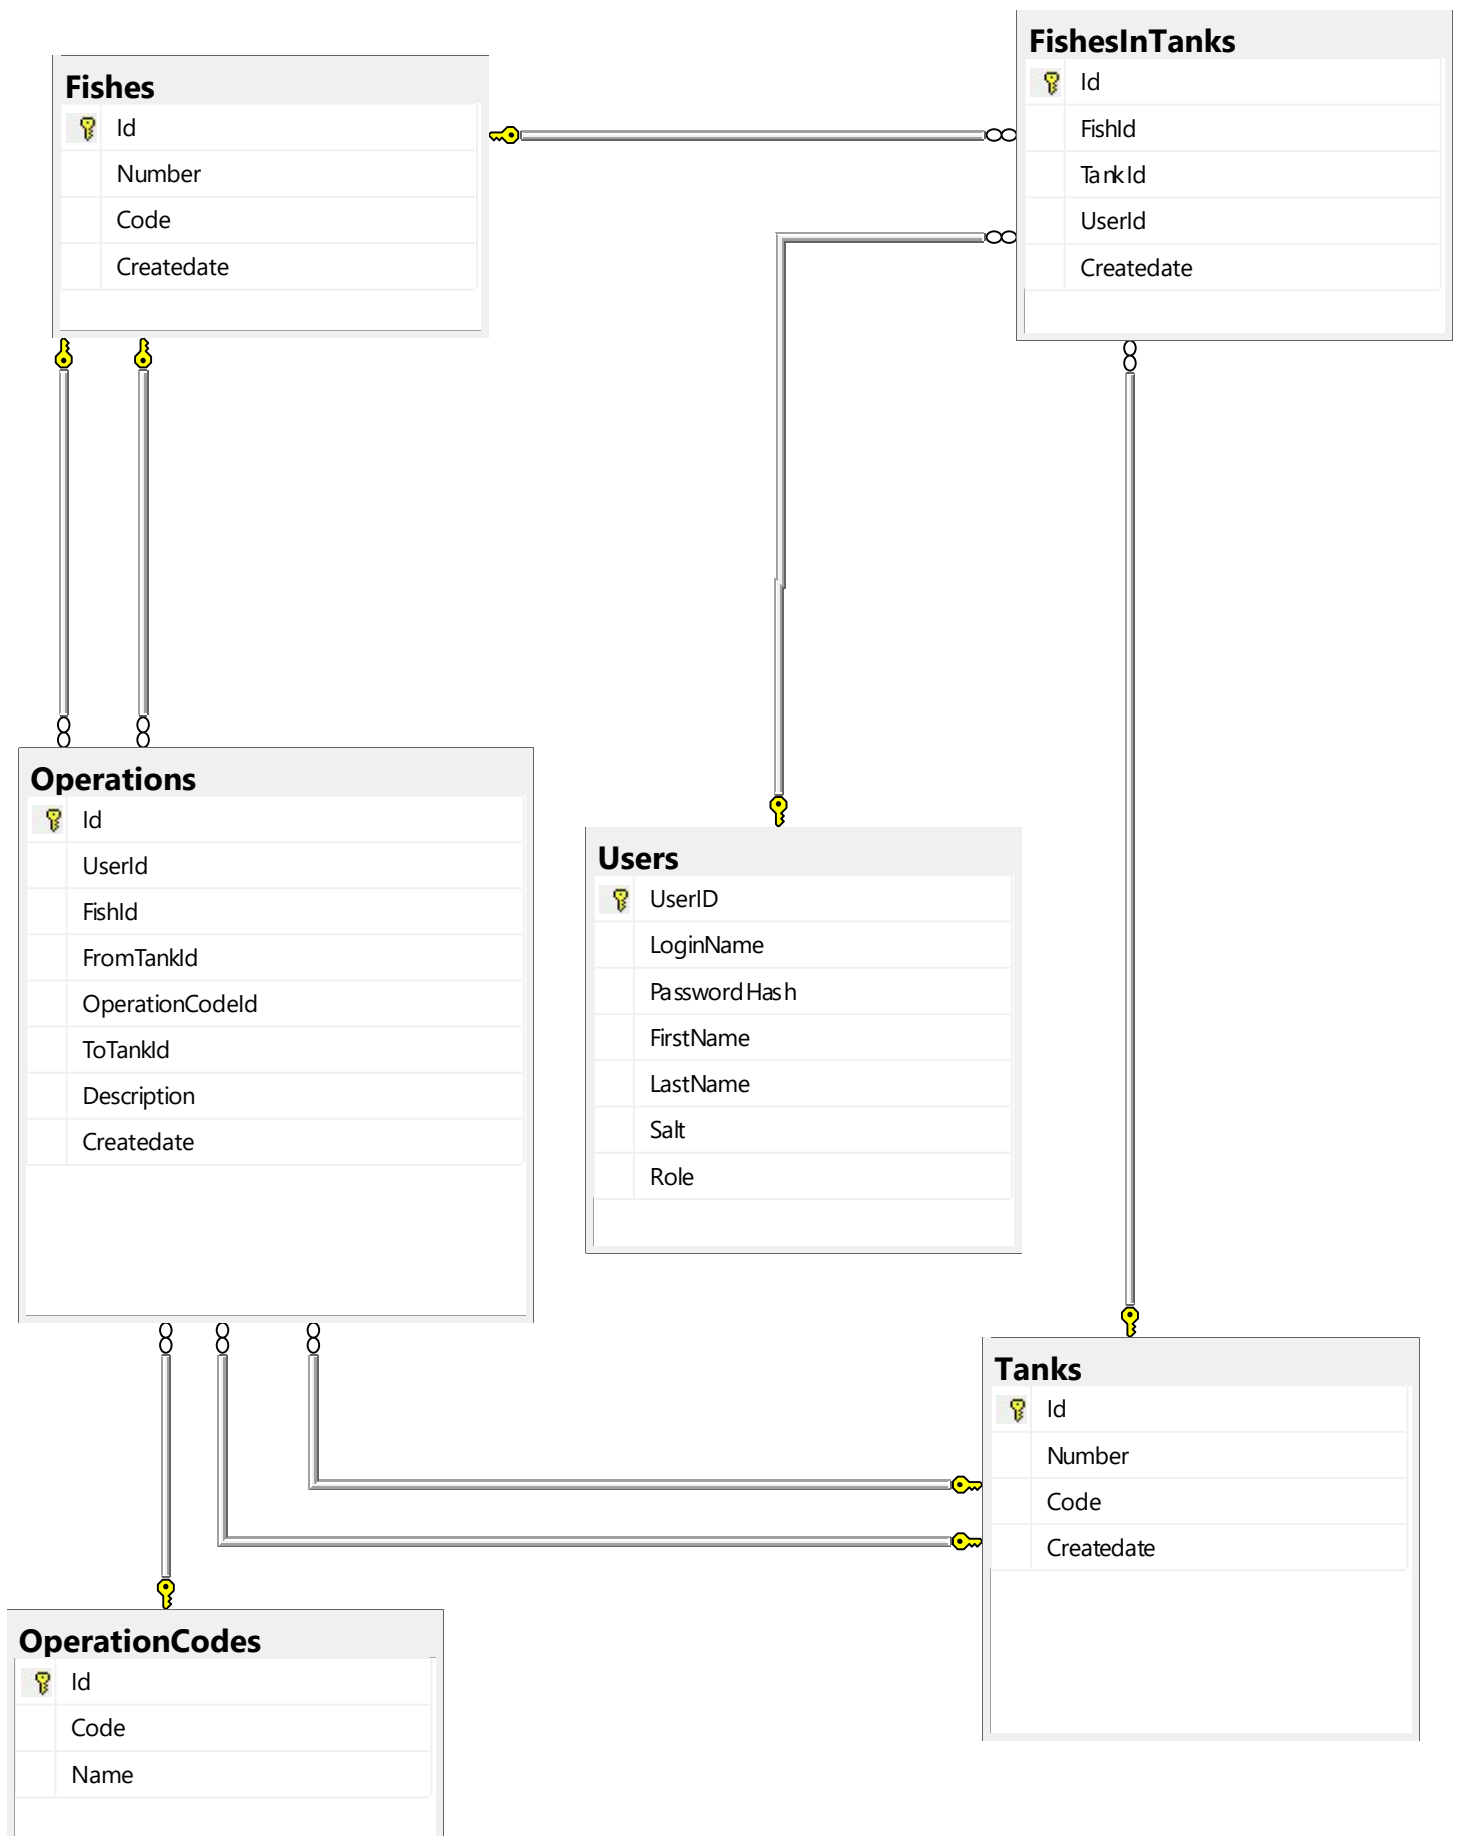 Fishes
Id
Number
Code
Createdate
FishesInTanks
Id
FishId
TankId
UserId
Createdate
Operations
Id
UserId
FishId
FromTankId
OperationCodeId
ToTankId
Description
Createdate
Users
UserID
LoginName
PasswordHash
FirstName
LastName
Salt
Role
Tanks
Id
Number
Code
Createdate
OperationCodes
Id
Code
Name